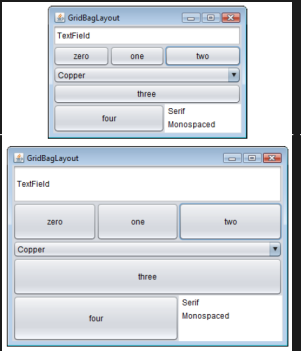 GridBagLayout
TextField
zero one two
Copper
three
four
Serif
Monospaced
GridBagLayout
TextField
zero one two
Copper
three
four
Serif
Monospaced